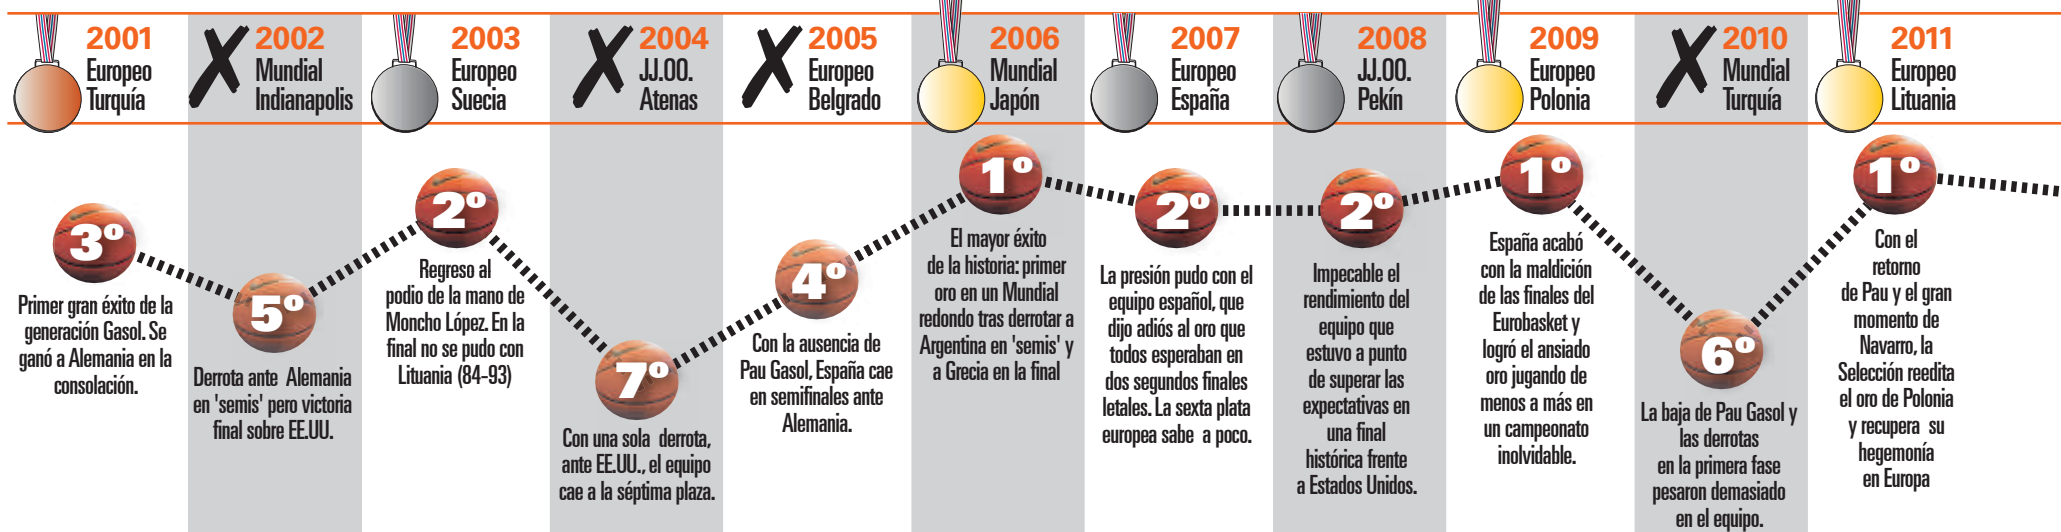 2001
Europeo
Turquía
3º
Primer gran éxito de la
generación Gasol. Se
ganó a Alemania en la
consolación.
2002
Mundial
Indianapolis
5º
Derrota ante Alemania
en 'semis' pero victoria
final sobre EE.UU.
2003
Europeo
Suecia
2º
Regreso al
podio de la mano de
Moncho López. En la
final no se pudo con
Lituania (84-93)
2004
JJ.OO.
Atenas
7º
Con una sola derrota,
ante EE.UU., el equipo
cae a la séptima plaza.
2005
Europeo
Belgrado
4º
Con la ausencia de
Pau Gasol, España cae
en semifinales ante
Alemania.
2006
Mundial
Japón
1º
El mayor éxito
de la historia: primer
oro en un Mundial
redondo tras derrotar a
Argentina en 'semis' y
a Grecia en la final
2007
Europeo
España
2º
La presión pudo con el
equipo español, que
dijo adiós al oro que
todos esperaban en
dos segundos finales
letales. La sexta plata
europea sabe a poco.
2008
JJ.OO.
Pekín
2º
Impecable el
rendimiento del
equipo que
estuvo a punto
de superar las
expectativas en
una final
histórica frente
a Estados Unidos.
2009
Europeo
Polonia
1º
España acabó
con la maldición
de las finales del
Eurobasket y
logró el ansiado
oro jugando de
menos a más en
un campeonato
inolvidable.
2010
Mundial
Turquía
6º
La baja de Pau Gasol y
las derrotas
en la primera fase
pesaron demasiado
en el equipo.
2011
Europeo
Lituania
1º
Con el
retorno
de Pau y el gran
momento de
Navarro, la
Selección reedita
el oro de Polonia
y recupera su
hegemonía
en Europa